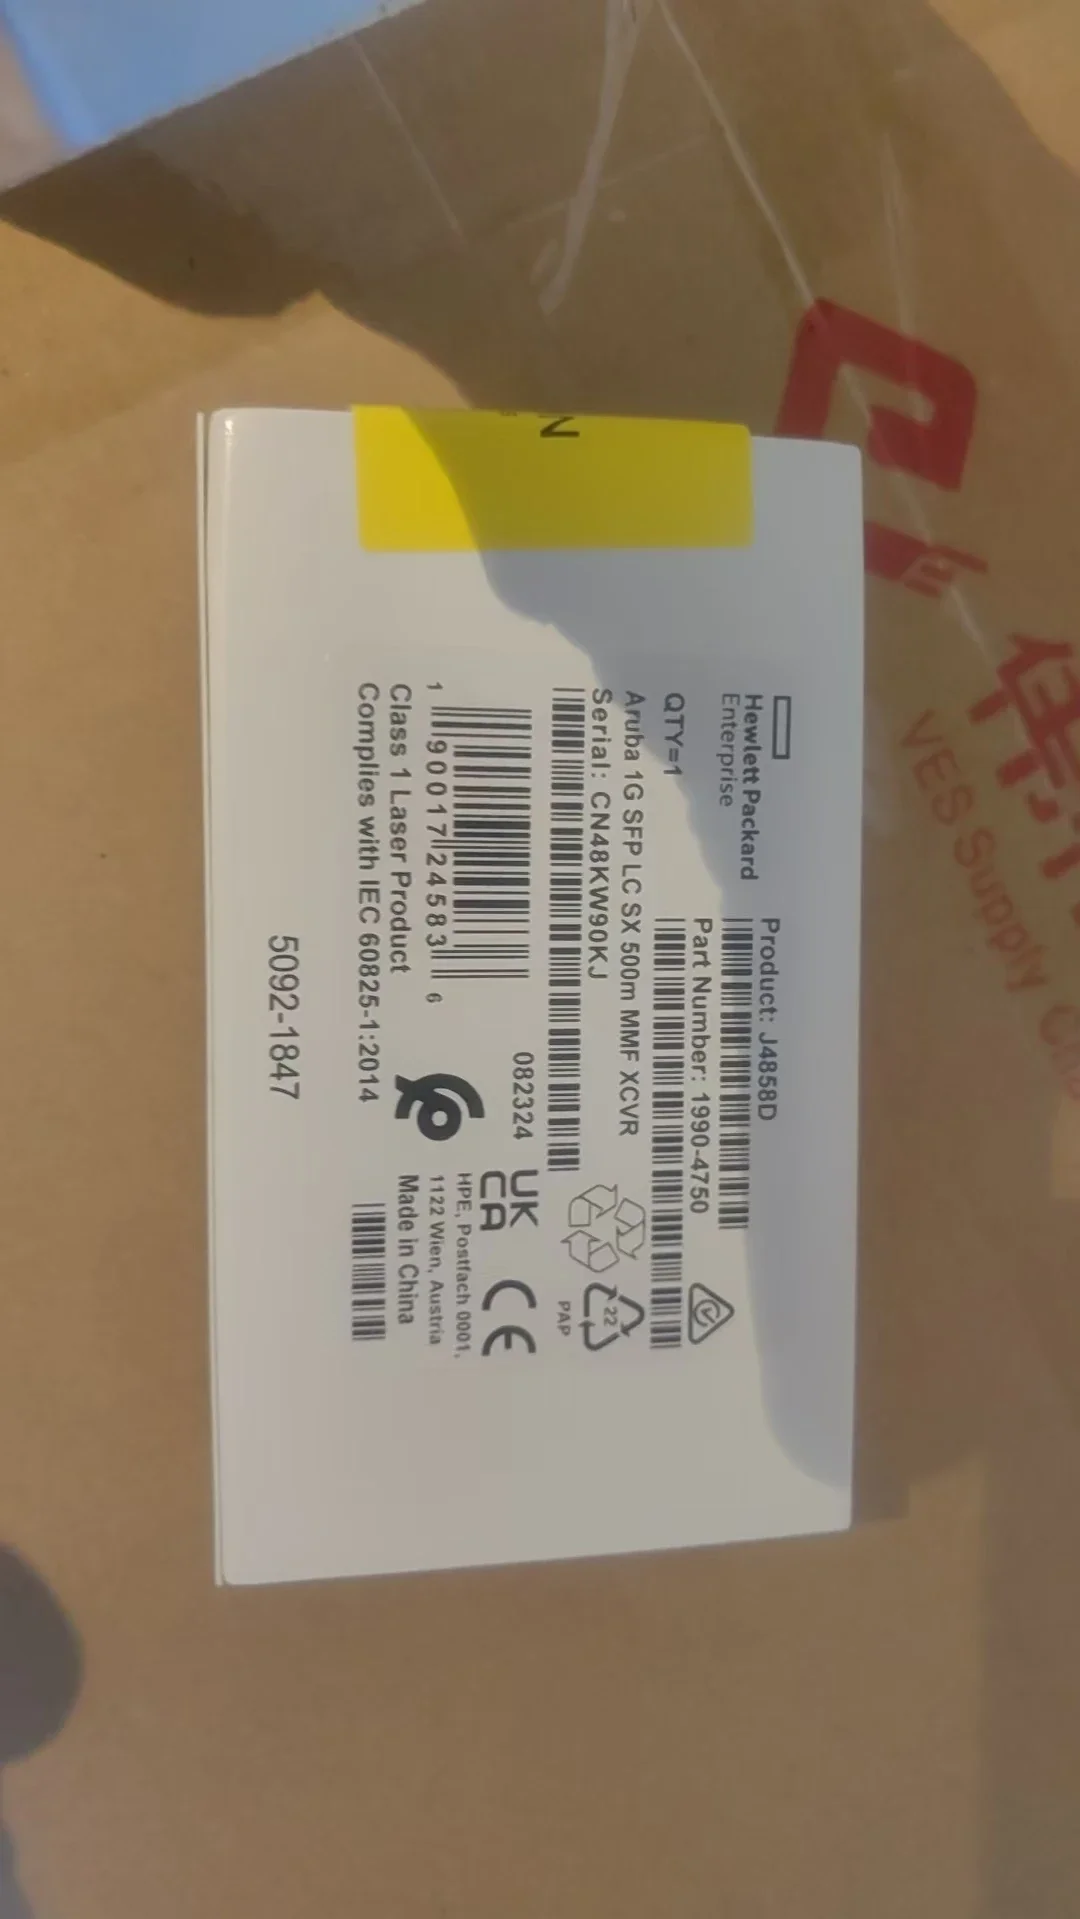 N
Hewlett Packard
Enterprise
Product: J4858D
Part Number: 1990-4750
QTY=1
Aruba 1G SFP LC SX 500m MMF XCVR
Serial: CN48KW90KJ
22
PAP
082324
1 90017 24583 6
UK
CA
CE
HPE, Postfach 0001,
1122 Wien, Austria
Made in China
Class 1 Laser Product
Complies with IEC 60825-1:2014
5092-1847
VES Supply